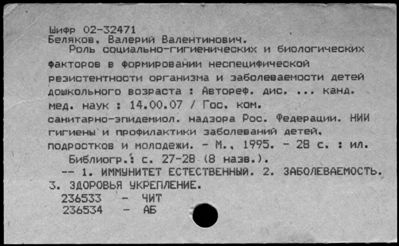 Шифр 02-32471
Беляков, Валерий Валентинович.
Роль социально-гигиенических и биологических
факторов в формировании неспецифической
резистентности организма и заболеваемости детей
дошкольного возраста : Автореф. дис. ... канд.
мед. наук : 14.00.07 / Гос. ком.
санитарно-эпидемиол. надзора Рос. Федерации. НИИ
гигиены и профилактики заболеваний детей,
подростков и молодежи. - М., 1995. - 28 с. : ил.
Библиогр.: с. 27-28 (8 назв.).
-- 1. ИММУНИТЕТ ЕСТЕСТВЕННЫЙ. 2. ЗАБОЛЕВАЕМОСТЬ.
3. ЗДОРОВЬЯ УКРЕПЛЕНИЕ.
236533 - ЧИТ
236534 - АБ